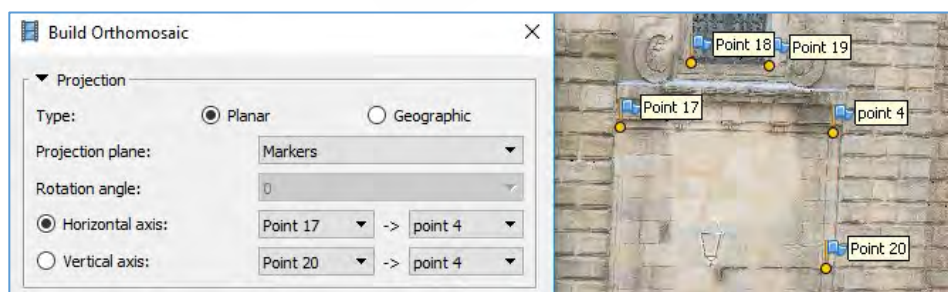 Build Orthomosaic
Projection
Type: Planar Geographic
Projection plane: Markers
Rotation angle: 0
Horizontal axis: Point 17 -> point 4
Vertical axis: Point 20 -> point 4
Point 18 Point 19
Point 17 point 4
Point 20